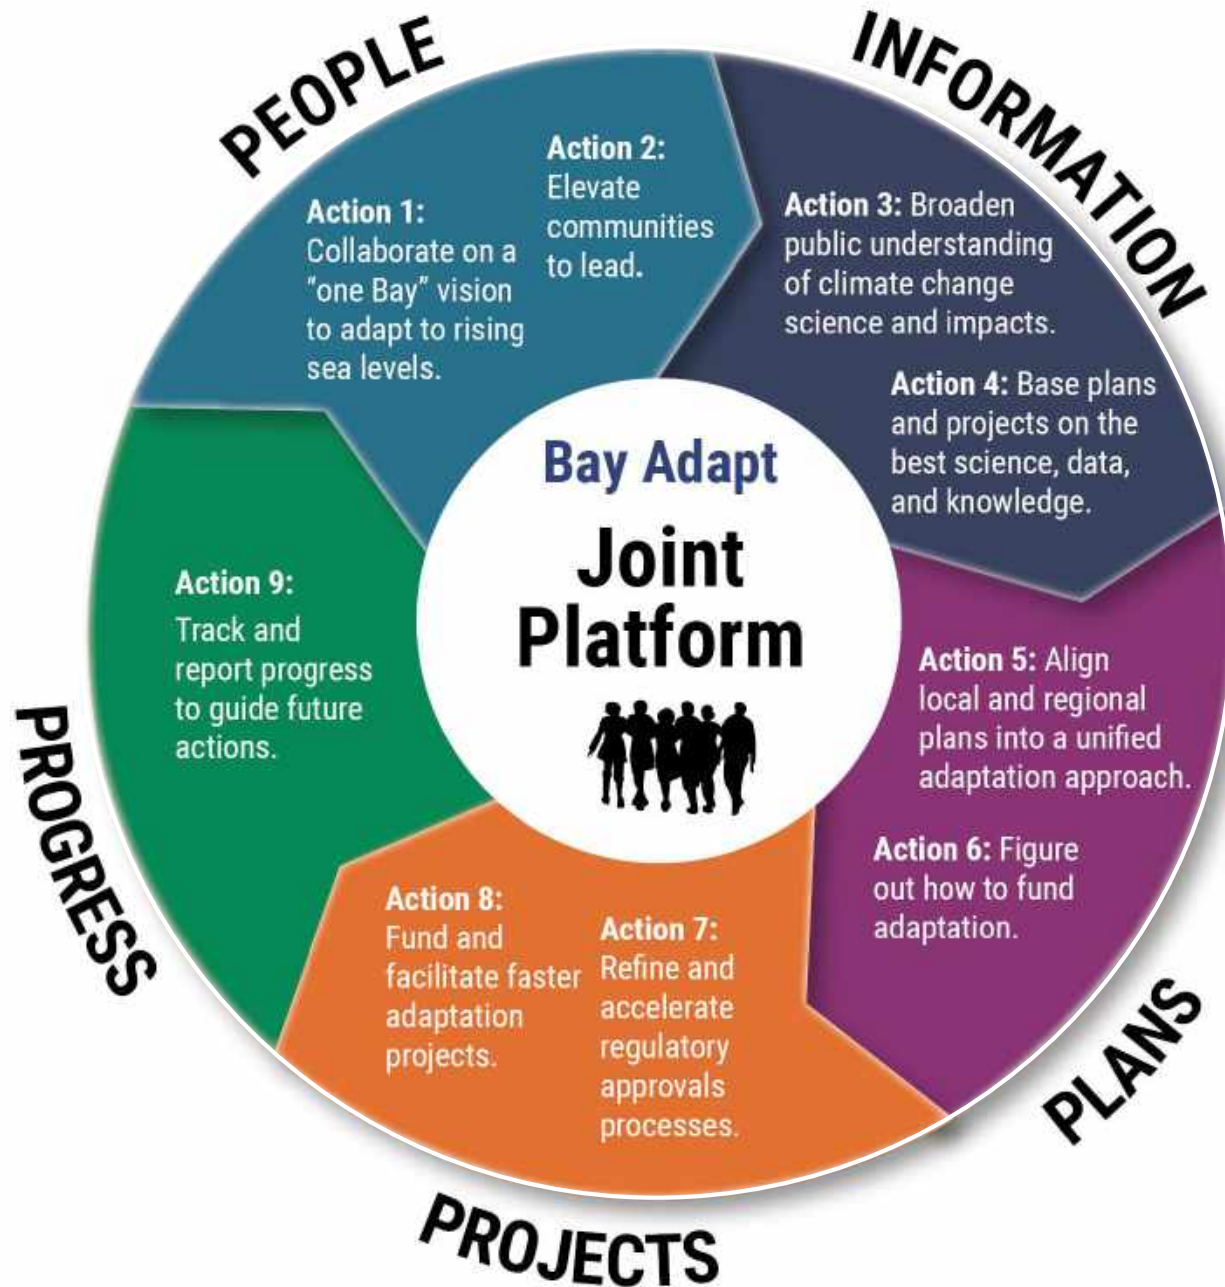 PEOPLE
Action 1:
Collaborate on a
"one Bay" vision
to adapt to rising
sea levels.
Action 2:
Elevate
communities
to lead.
INFORMATION
Action 3: Broaden
public understanding
of climate change
science and impacts.
Action 4: Base plans
and projects on the
best science, data,
and knowledge.
PLANS
Action 5: Align
local and regional
plans into a unified
adaptation approach.
Action 6: Figure
out how to fund
adaptation.
PROJECTS
Action 7:
Refine and
accelerate
regulatory
approvals
processes.
Action 8:
Fund and
facilitate faster
adaptation
projects.
PROGRESS
Action 9:
Track and
report progress
to guide future
actions.
Bay Adapt
Joint
Platform